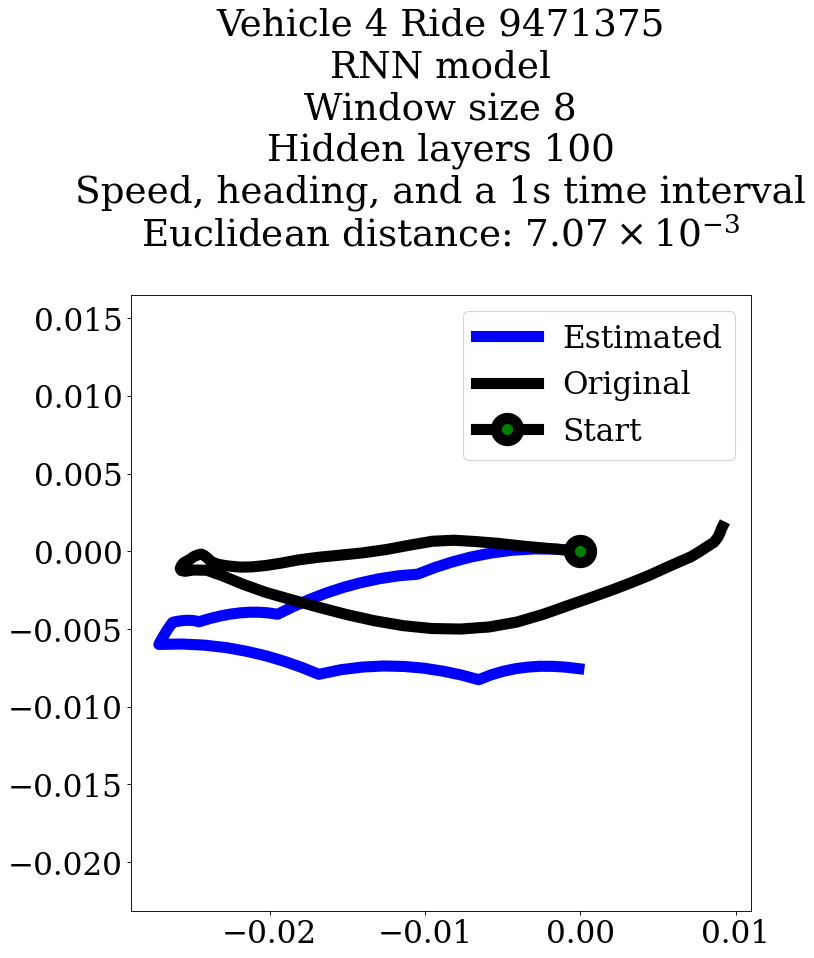 Vehicle 4 Ride 9471375
RNN model
Window size 8
Hidden layers 100
Speed, heading, and a 1s time interval
Euclidean distance: 7.07 × 10⁻³
Estimated
Original
Start
0.015
0.010
0.005
0.000
−0.005
−0.010
−0.015
−0.020
−0.02 −0.01 0.00 0.01